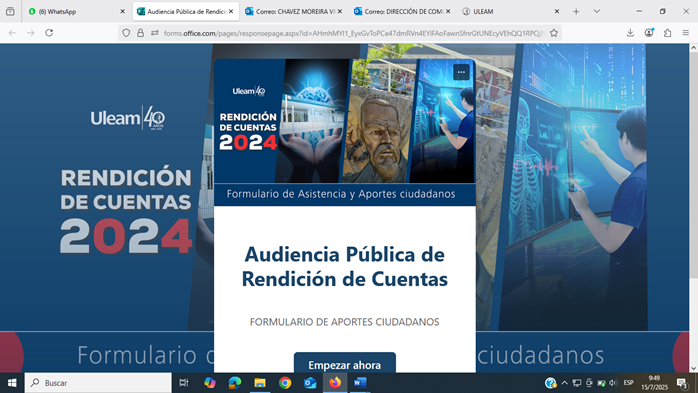 (6) WhatsApp
Audiencia Pública de Rendici
Correo: CHAVEZ MOREIRA V
Correo: DIRECCIÓN DE COM
ULEAM
forms.office.com/pages/responsepage.aspx?id=
Uleam 40
RENDICIÓN
DE CUENTAS
2024
Uleam 40
RENDICIÓN
DE CUENTAS
2024
Formulario de Asistencia y Aportes ciudadanos
Audiencia Pública de
Rendición de Cuentas
FORMULARIO DE APORTES CIUDADANOS
Empezar ahora
Formulario d
ciudadanos
Buscar
ESP
9:49
15/7/2025